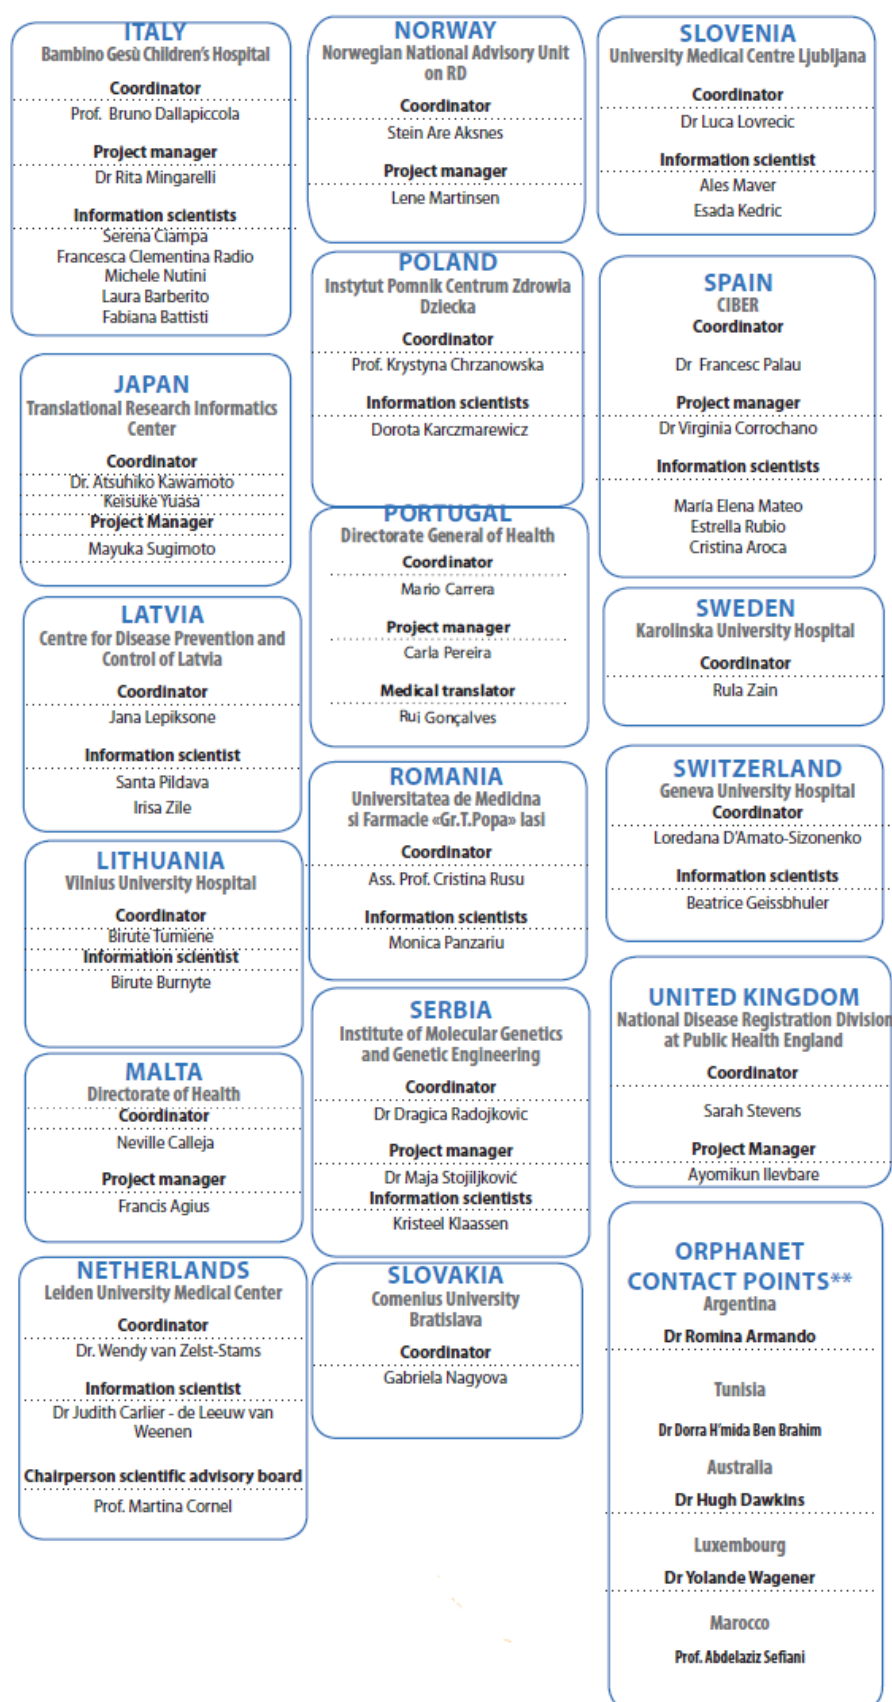 ITALY
Bambino Gesù Children's Hospital
Coordinator
Prof. Bruno Dallapiccola
Project manager
Dr Rita Mingarelli
Information scientists
Serena Ciampa
Francesca Clementina Radio
Michele Nutini
Laura Barberito
Fabiana Battisti
JAPAN
Translational Research Informatics
Center
Coordinator
Dr. Atsuhiko Kawamoto
Keisuke Yuasa
Project Manager
Mayuka Sugimoto
LATVIA
Centre for Disease Prevention and
Control of Latvia
Coordinator
Jana Lepiksone
Information scientist
Santa Pildava
Irisa Zile
LITHUANIA
Vilnius University Hospital
Coordinator
Birute Tumiene
Information scientist
Birute Burnyte
MALTA
Directorate of Health
Coordinator
Neville Calleja
Project manager
Francis Agius
NETHERLANDS
Leiden University Medical Center
Coordinator
Dr. Wendy van Zelst-Stams
Information scientist
Dr Judith Carlier - de Leeuw van
Weenen
Chairperson scientific advisory board
Prof. Martina Cornel
NORWAY
Norwegian National Advisory Unit
on RD
Coordinator
Stein Are Aksnes
Project manager
Lene Martinsen
POLAND
Instytut Pomnik Centrum Zdrowia
Dziecka
Coordinator
Prof. Krystyna Chrzanowska
Information scientists
Dorota Karczmarewicz
PORTUGAL
Directorate General of Health
Coordinator
Mario Carrera
Project manager
Carla Pereira
Medical translator
Rui Gonçalves
ROMANIA
Universitatea de Medicina
si Farmacie «Gr.T.Popa» Iasi
Coordinator
Ass. Prof. Cristina Rusu
Information scientists
Monica Panzariu
SERBIA
Institute of Molecular Genetics
and Genetic Engineering
Coordinator
Dr Dragica Radojkovic
Project manager
Dr Maja Stojiljković
Information scientists
Kristeel Klaassen
SLOVAKIA
Comenius University
Bratislava
Coordinator
Gabriela Nagyova
SLOVENIA
University Medical Centre Ljubljana
Coordinator
Dr Luca Lovrecic
Information scientist
Ales Maver
Esada Kedric
SPAIN
CIBER
Coordinator
Dr Francesc Palau
Project manager
Dr Virginia Corrochano
Information scientists
María Elena Mateo
Estrella Rubio
Cristina Aroca
SWEDEN
Karolinska University Hospital
Coordinator
Rula Zain
SWITZERLAND
Geneva University Hospital
Coordinator
Loredana D'Amato-Sizonenko
Information scientists
Beatrice Geissbhuler
UNITED KINGDOM
National Disease Registration Division
at Public Health England
Coordinator
Sarah Stevens
Project Manager
Ayomikun Ilevbare
ORPHANET
CONTACT POINTS**
Argentina
Dr Romina Armando
Tunisia
Dr Dorra H'mida Ben Brahim
Australia
Dr Hugh Dawkins
Luxembourg
Dr Yolande Wagener
Marocco
Prof. Abdelaziz Sefiani